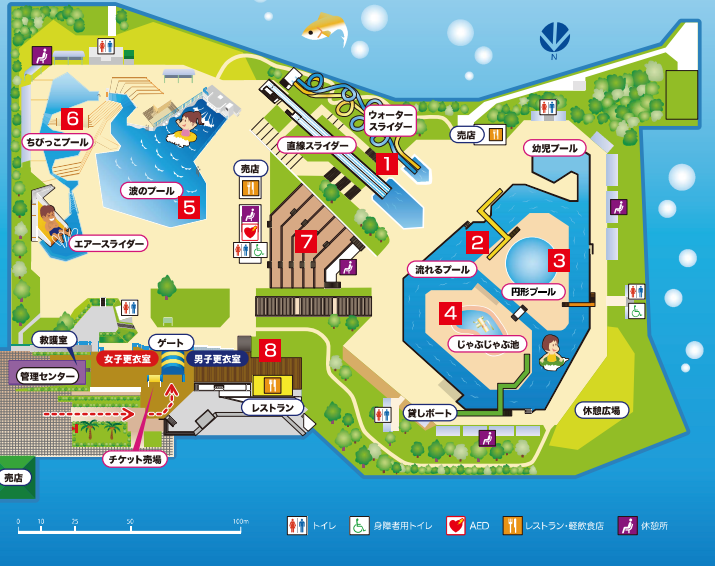 N
ウォーター
スライダー
売店
直線スライダー
幼児プール
6
ちびっこプール
1
波のプール
5
売店
エアースライダー
7
2
3
流れるプール
円形プール
4
じゃぶじゃぶ池
救護室
ゲート
女子更衣室
男子更衣室
8
管理センター
レストラン
貸しボート
休憩広場
チケット売場
売店
0 10 25 50 100m
トイレ
身障者用トイレ
AED
レストラン・軽飲食店
休憩所